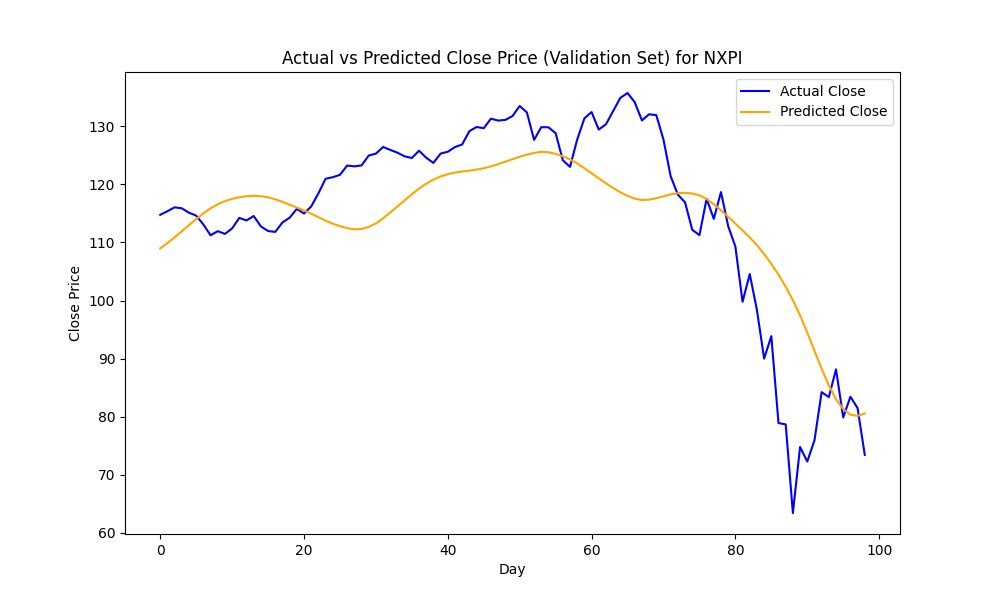 Actual vs Predicted Close Price (Validation Set) for NXPI
Actual Close
Predicted Close
Close Price
130
120
110
100
90
80
70
60
0 20 40 60 80 100
Day